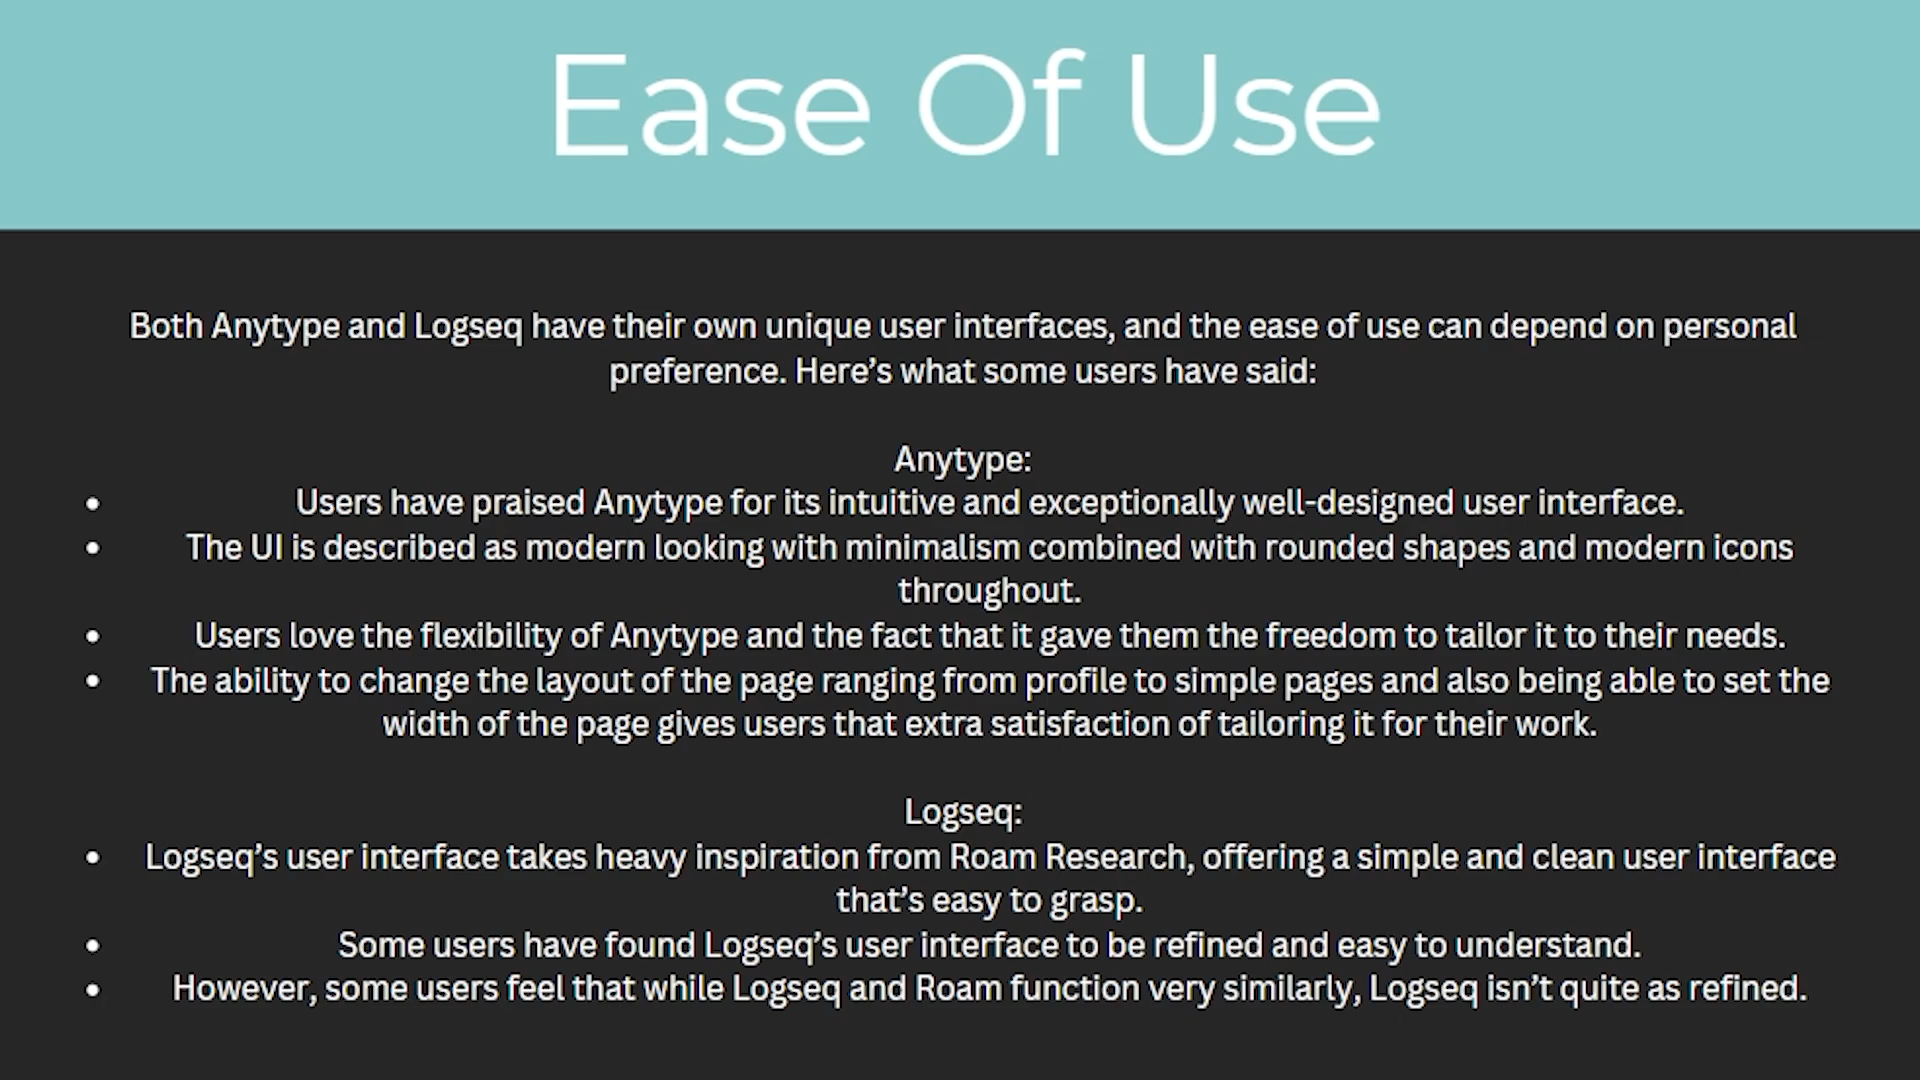 Ease Of Use
Both Anytype and Logseq have their own unique user interfaces, and the ease of use can depend on personal
preference. Here’s what some users have said:
Anytype:
• Users have praised Anytype for its intuitive and exceptionally well-designed user interface.
• The UI is described as modern looking with minimalism combined with rounded shapes and modern icons
throughout.
• Users love the flexibility of Anytype and the fact that it gave them the freedom to tailor it to their needs.
• The ability to change the layout of the page ranging from profile to simple pages and also being able to set the
width of the page gives users that extra satisfaction of tailoring it for their work.
Logseq:
• Logseq’s user interface takes heavy inspiration from Roam Research, offering a simple and clean user interface
that’s easy to grasp.
• Some users have found Logseq’s user interface to be refined and easy to understand.
• However, some users feel that while Logseq and Roam function very similarly, Logseq isn’t quite as refined.